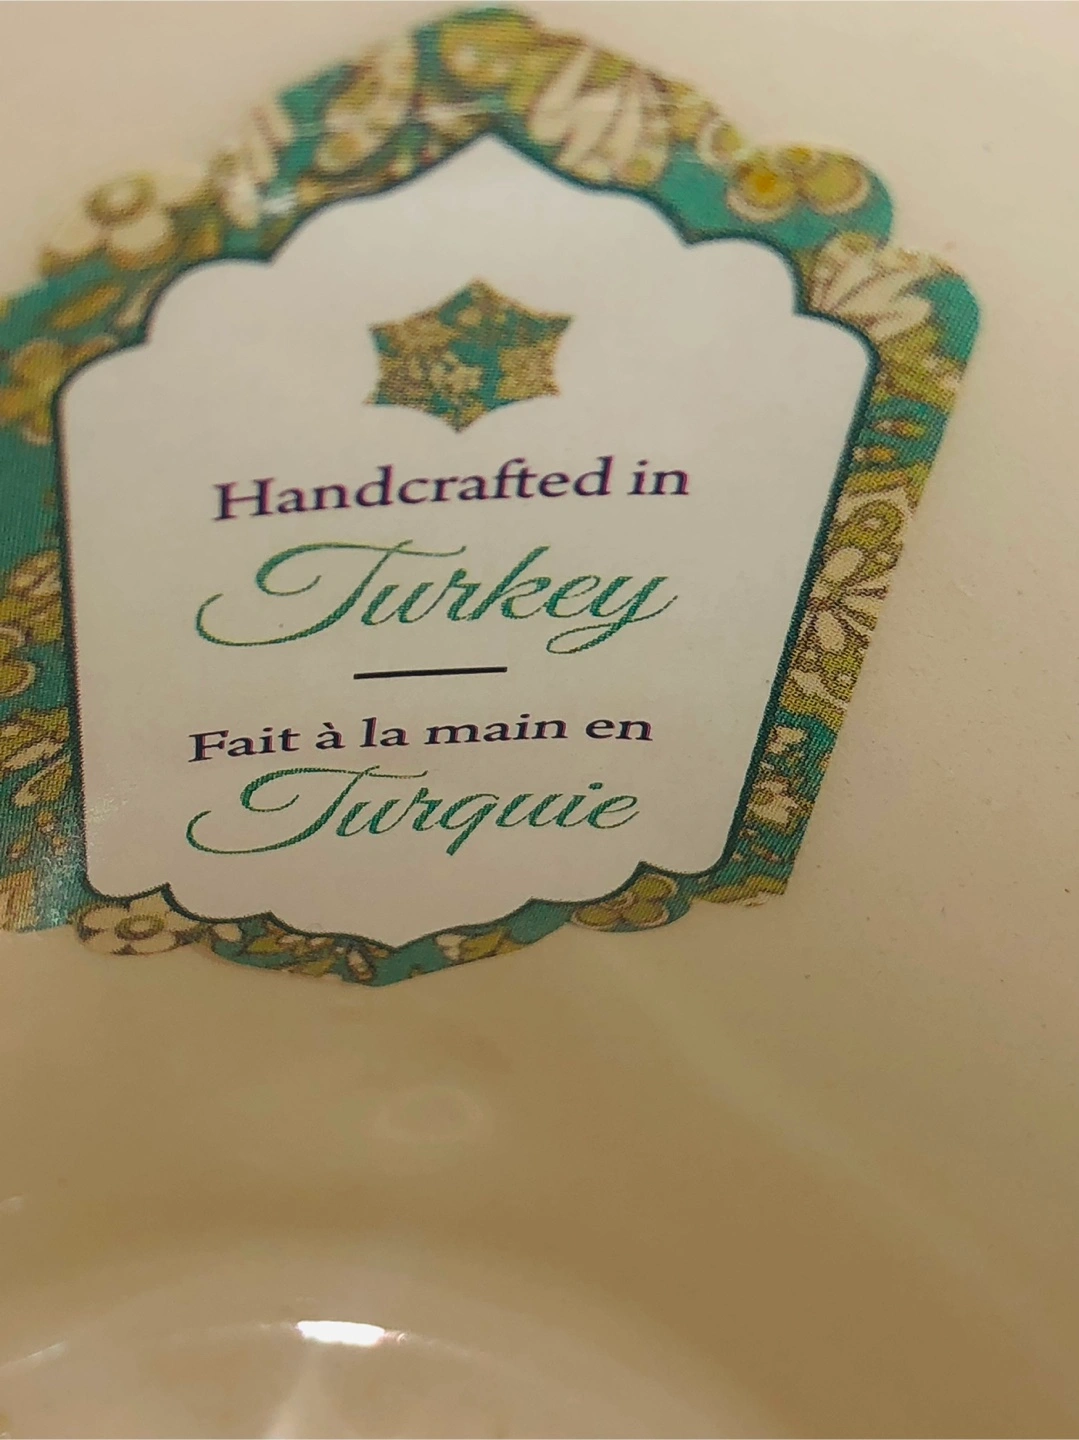 Handcrafted in
Turkey
Fait à la main en
Turquie